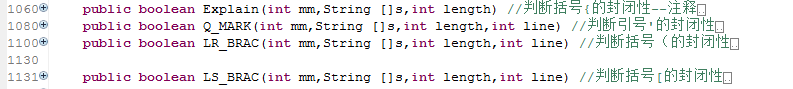 1060 public boolean Explain(int mm,String []s,int length) //判断括号{的封闭性--注释
1080 public boolean Q_MARK(int mm,String []s,int length,int line) //判断引号'的封闭性
1100 public boolean LR_BRAC(int mm,String []s,int length,int line) //判断括号（的封闭性
1130
1131 public boolean LS_BRAC(int mm,String []s,int length,int line) //判断括号[的封闭性